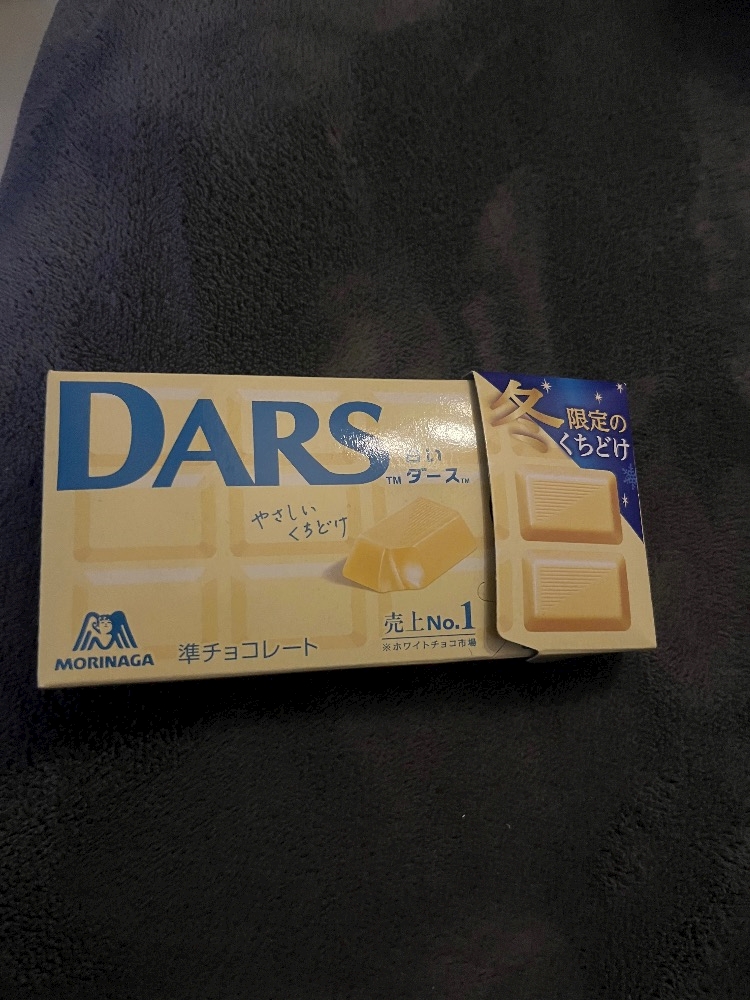 DARS
TM
白い
ダース
TM
やさしい
くちどけ
MORINAGA
準チョコレート
売上No.1
※ホワイトチョコ市場
冬
限定の
くちどけ